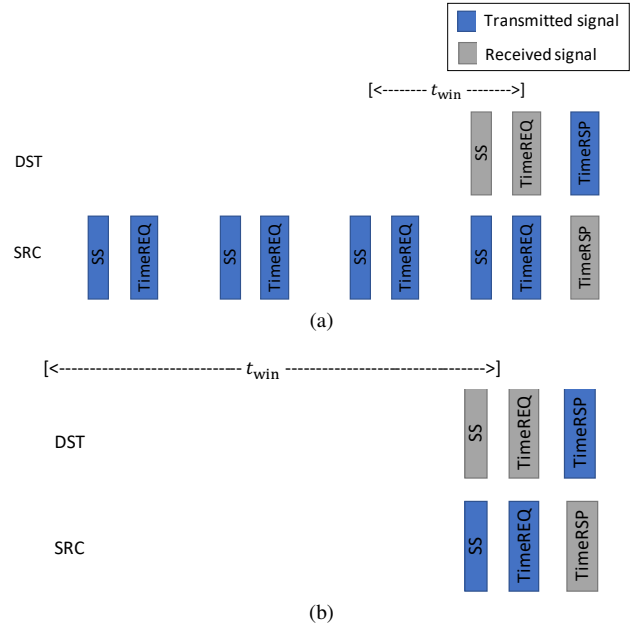 Transmitted signal
Received signal
[<-------- t_win -------->]
DST
SS
TimeREQ
TimeRSP
SRC
SS
TimeREQ
SS
TimeREQ
SS
TimeREQ
SS
TimeREQ
TimeRSP
(a)
[<----------------------- t_win ----------------------->]
DST
SS
TimeREQ
TimeRSP
SRC
SS
TimeREQ
TimeRSP
(b)